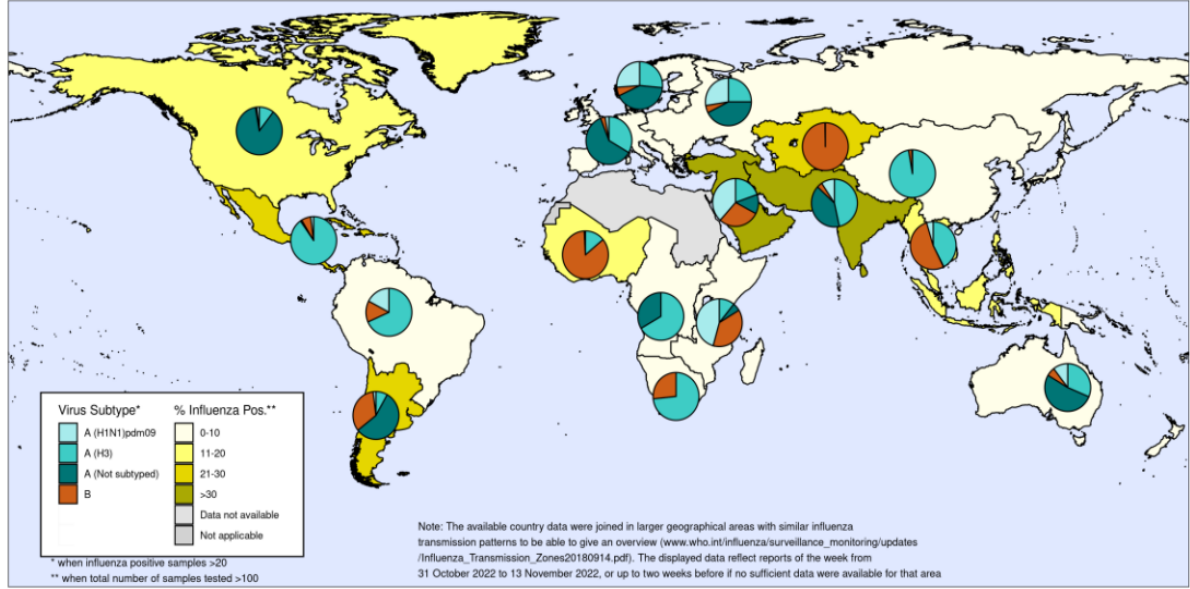 Virus Subtype*
A (H1N1)pdm09
A (H3)
A (Not subtyped)
B
% Influenza Pos.**
0-10
11-20
21-30
>30
Data not available
Not applicable
* when influenza positive samples >20
** when total number of samples tested >100
Note: The available country data were joined in larger geographical areas with similar influenza
transmission patterns to be able to give an overview (www.who.int/influenza/surveillance_monitoring/updates
/Influenza_Transmission_Zones20180914.pdf). The displayed data reflect reports of the week from
31 October 2022 to 13 November 2022, or up to two weeks before if no sufficient data were available for that area